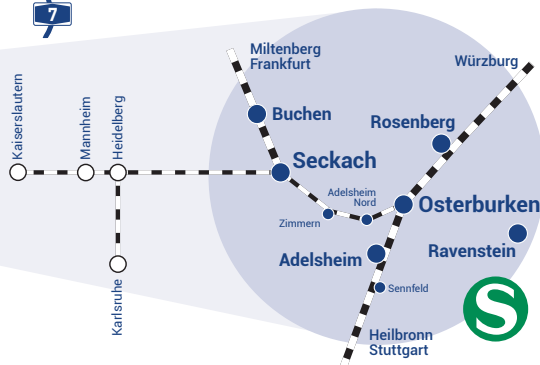 7
Miltenberg
Frankfurt
Würzburg
Kaiserslautern
Mannheim
Heidelberg
Buchen
Rosenberg
Seckach
Adelsheim
Nord
Osterburken
Zimmern
Ravenstein
Adelsheim
Sennfeld
Karlsruhe
S
Heilbronn
Stuttgart